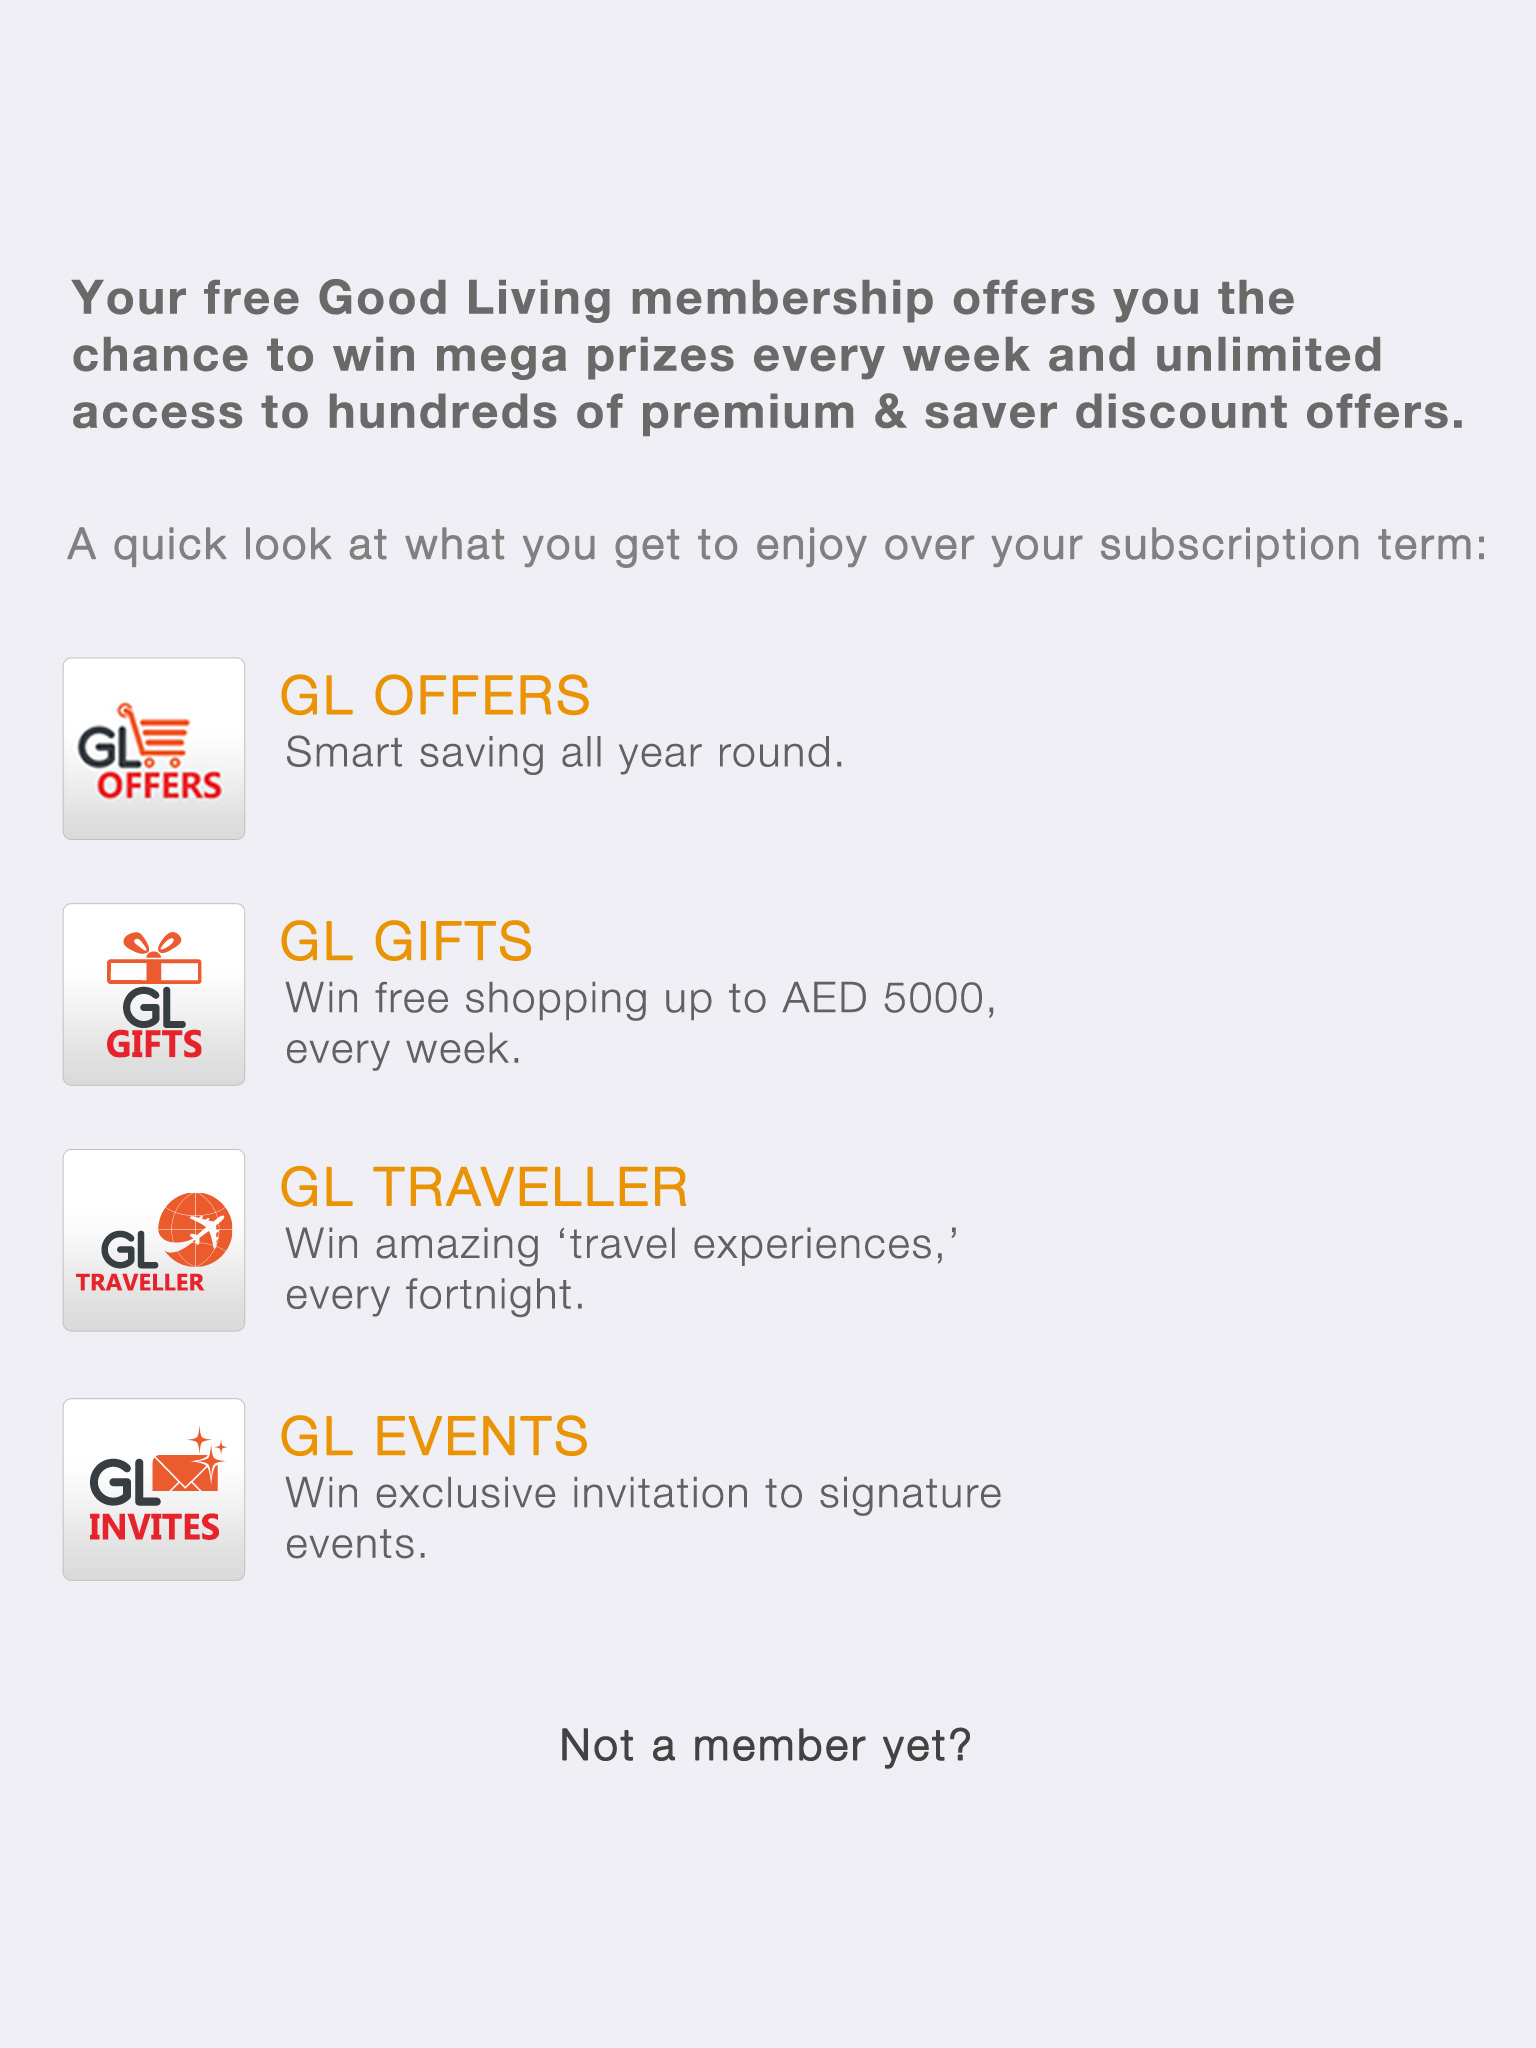 Your free Good Living membership offers you the
chance to win mega prizes every week and unlimited
access to hundreds of premium & saver discount offers.
A quick look at what you get to enjoy over your subscription term:
GL
OFFERS
GL OFFERS
Smart saving all year round.
GL
GIFTS
GL GIFTS
Win free shopping up to AED 5000,
every week.
GL
TRAVELLER
GL TRAVELLER
Win amazing ‘travel experiences,’
every fortnight.
GL
INVITES
GL EVENTS
Win exclusive invitation to signature
events.
Not a member yet?